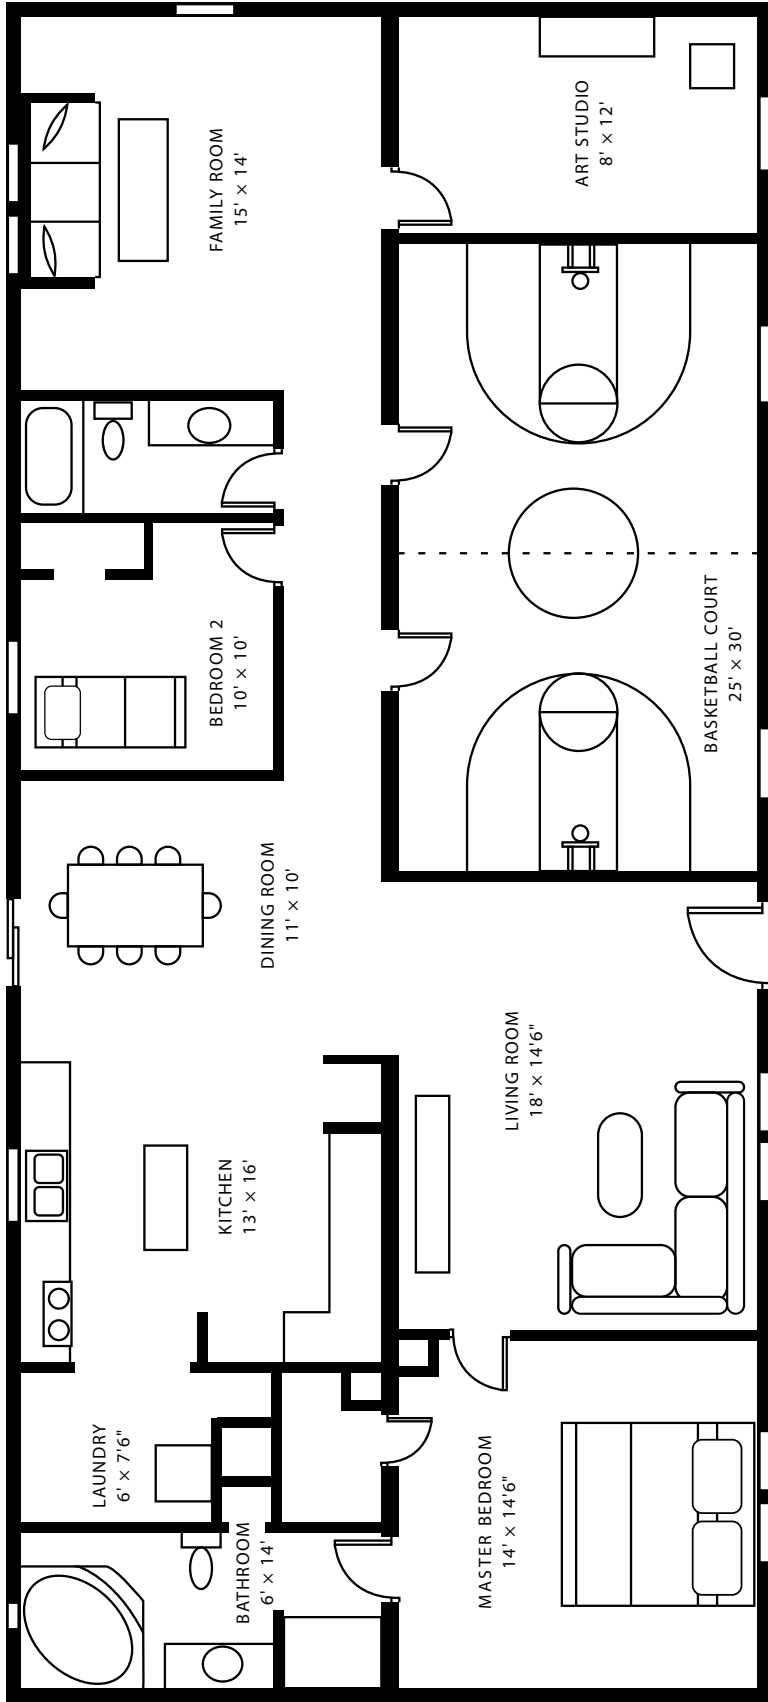 FAMILY ROOM
15' × 14'
ART STUDIO
8' × 12'
BEDROOM 2
10' × 10'
BASKETBALL COURT
25' × 30'
DINING ROOM
11' × 10'
LIVING ROOM
18' × 14'6"
KITCHEN
13' × 16'
LAUNDRY
6' × 7'6"
BATHROOM
6' × 14'
MASTER BEDROOM
14' × 14'6"